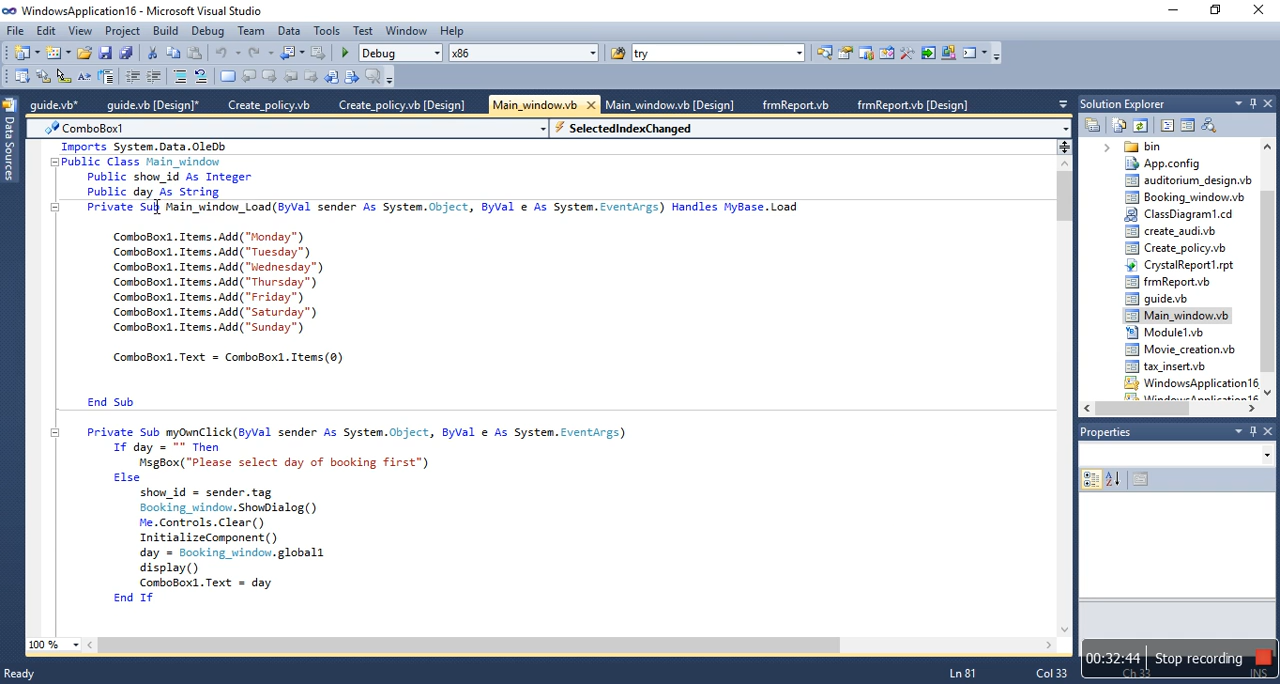 WindowsApplication16 - Microsoft Visual Studio
File Edit View Project Build Debug Team Data Tools Test Window Help
Debug x86 try
guide.vb* guide.vb [Design]* Create_policy.vb Create_policy.vb [Design] Main_window.vb Main_window.vb [Design] frmReport.vb frmReport.vb [Design]
Data Sources
ComboBox1 SelectedIndexChanged
Imports System.Data.OleDb
Public Class Main_window
Public show_id As Integer
Public day As String
Private Sub Main_window_Load(ByVal sender As System.Object, ByVal e As System.EventArgs) Handles MyBase.Load
ComboBox1.Items.Add("Monday")
ComboBox1.Items.Add("Tuesday")
ComboBox1.Items.Add("Wednesday")
ComboBox1.Items.Add("Thursday")
ComboBox1.Items.Add("Friday")
ComboBox1.Items.Add("Saturday")
ComboBox1.Items.Add("Sunday")
ComboBox1.Text = ComboBox1.Items(0)
End Sub
Private Sub myOwnClick(ByVal sender As System.Object, ByVal e As System.EventArgs)
If day = "" Then
MsgBox("Please select day of booking first")
Else
show_id = sender.tag
Booking_window.ShowDialog()
Me.Controls.Clear()
InitializeComponent()
day = Booking_window.global1
display()
ComboBox1.Text = day
End If
100 %
Solution Explorer
bin
App.config
auditorium_design.vb
Booking_window.vb
ClassDiagram1.cd
create_audi.vb
Create_policy.vb
CrystalReport1.rpt
frmReport.vb
guide.vb
Main_window.vb
Module1.vb
Movie_creation.vb
tax_insert.vb
WindowsApplication16
WindowsApplication16
Properties
00:32:44 Stop recording
Ready Ln 81 Col 33 Ch 33 INS